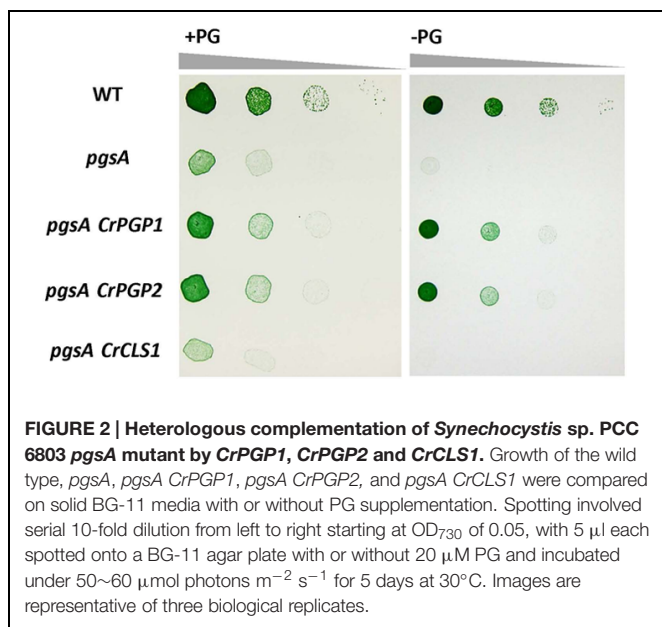 +PG
-PG
WT
pgsA
pgsA CrPGP1
pgsA CrPGP2
pgsA CrCLS1
FIGURE 2 | Heterologous complementation of Synechocystis sp. PCC
6803 pgsA mutant by CrPGP1, CrPGP2 and CrCLS1. Growth of the wild
type, pgsA, pgsA CrPGP1, pgsA CrPGP2, and pgsA CrCLS1 were compared
on solid BG-11 media with or without PG supplementation. Spotting involved
serial 10-fold dilution from left to right starting at OD730 of 0.05, with 5 μl each
spotted onto a BG-11 agar plate with or without 20 μM PG and incubated
under 50∼60 μmol photons m−2 s−1 for 5 days at 30°C. Images are
representative of three biological replicates.